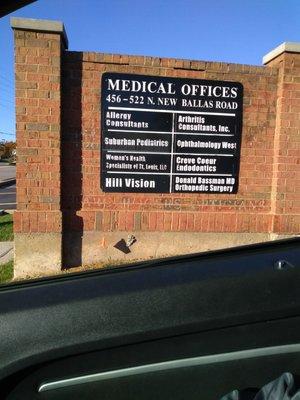 MEDICAL OFFICES
456-522 N. NEW BALLAS ROAD
Allergy
Consultants
Suburban Pediatrics
Women's Health
Specialists of St. Louis, LLC
Hill Vision
Arthritis
Consultants, Inc.
Ophthalmology West
Creve Coeur
Endodontics
Donald Bassman MD
Orthopedic Surgery